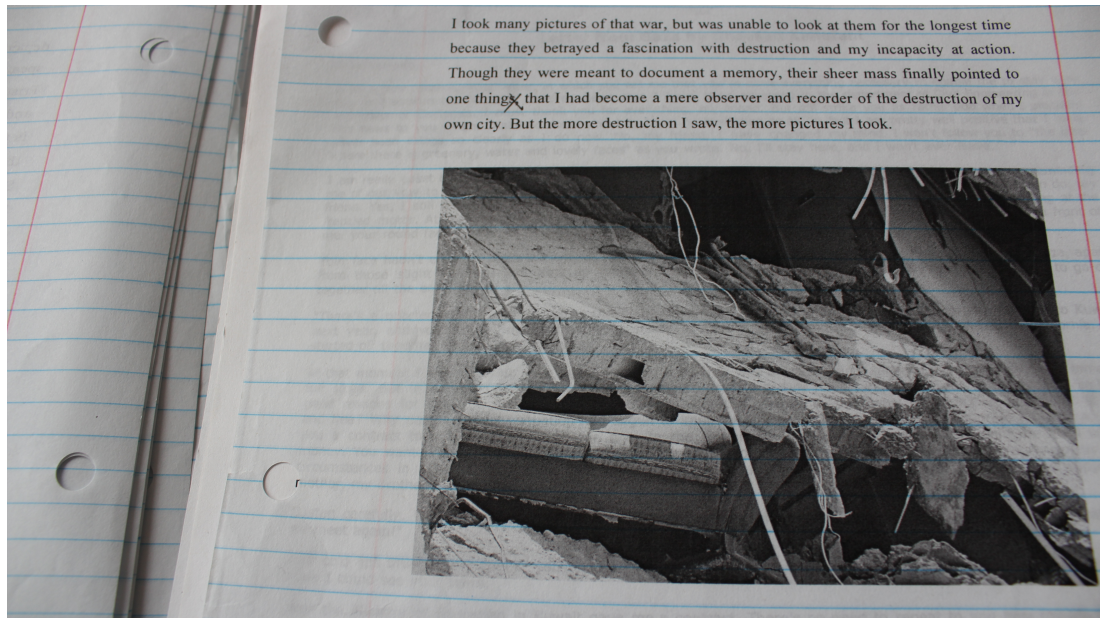 I took many pictures of that war, but was unable to look at them for the longest time
because they betrayed a fascination with destruction and my incapacity at action.
Though they were meant to document a memory, their sheer mass finally pointed to
one thing, that I had become a mere observer and recorder of the destruction of my
own city. But the more destruction I saw, the more pictures I took.